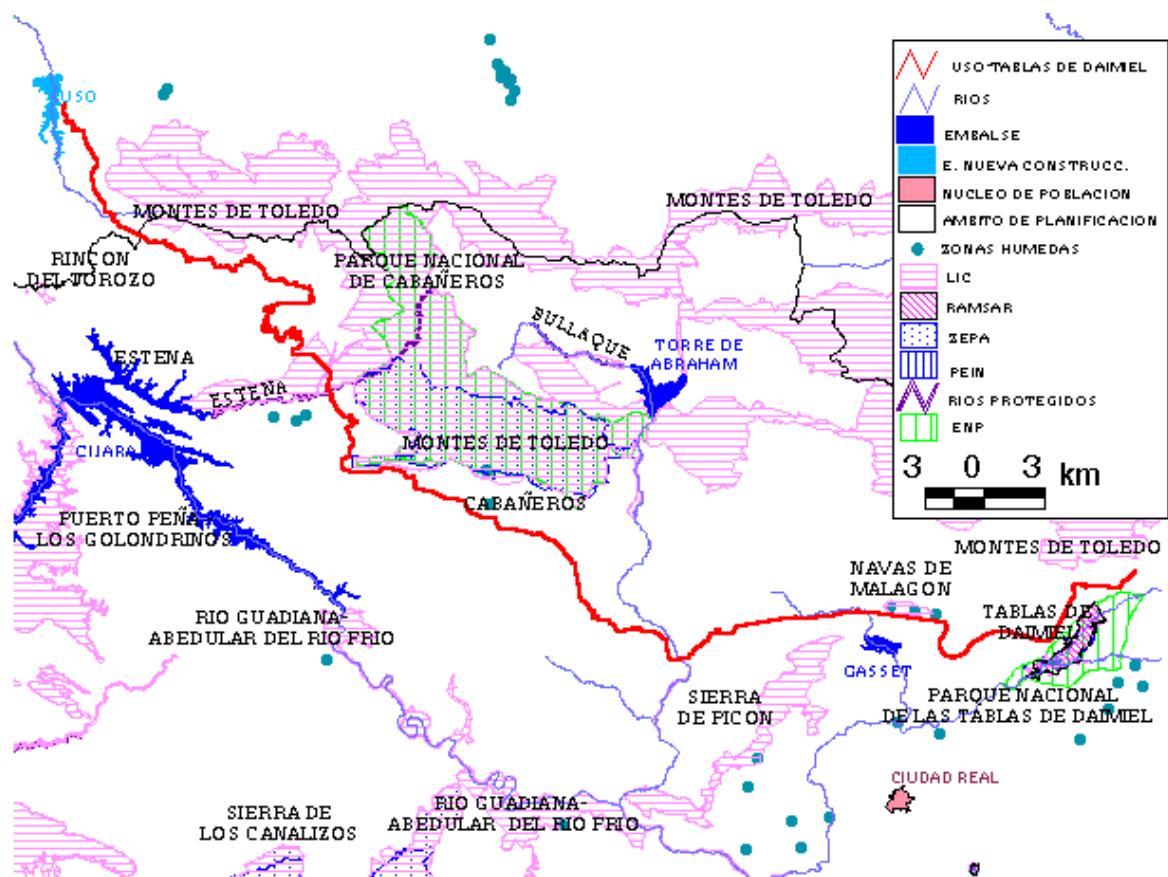 USO
MONTES DE TOLEDO
MONTES DE TOLEDO
RINCON
DEL TOROZO
PARQUE NACIONAL
DE CABAÑEROS
BULLAQUE
TORRE DE
ABRAHAM
ESTENA
ESTEÑA
CIJARA
MONTES DE TOLEDO
CABAÑEROS
PUERTO PEÑA
LOS GOLONDRINOS
RIO GUADIANA-
ABEDULAR DEL RIO FRIO
NAVAS DE
MALAGON
MONTES DE TOLEDO
TABLAS DE
DAIMIEL
GASSET
SIERRA
DE PICON
PARQUE NACIONAL
DE LAS TABLAS DE DAIMIEL
CIUDAD REAL
SIERRA DE
LOS CANALIZOS
RIO GUADIANA-
ABEDULAR DEL RIO FRIO
USO-TABLAS DE DAIMIEL
RIOS
EMBALSE
E. NUEVA CONSTRUCC.
NUCLEO DE POBLACION
AMBITO DE PLANIFICACION
ZONAS HUMEDAS
LIC
RAMSAR
ZEPA
PEIN
RIOS PROTEGIDOS
ENP
3 0 3 km